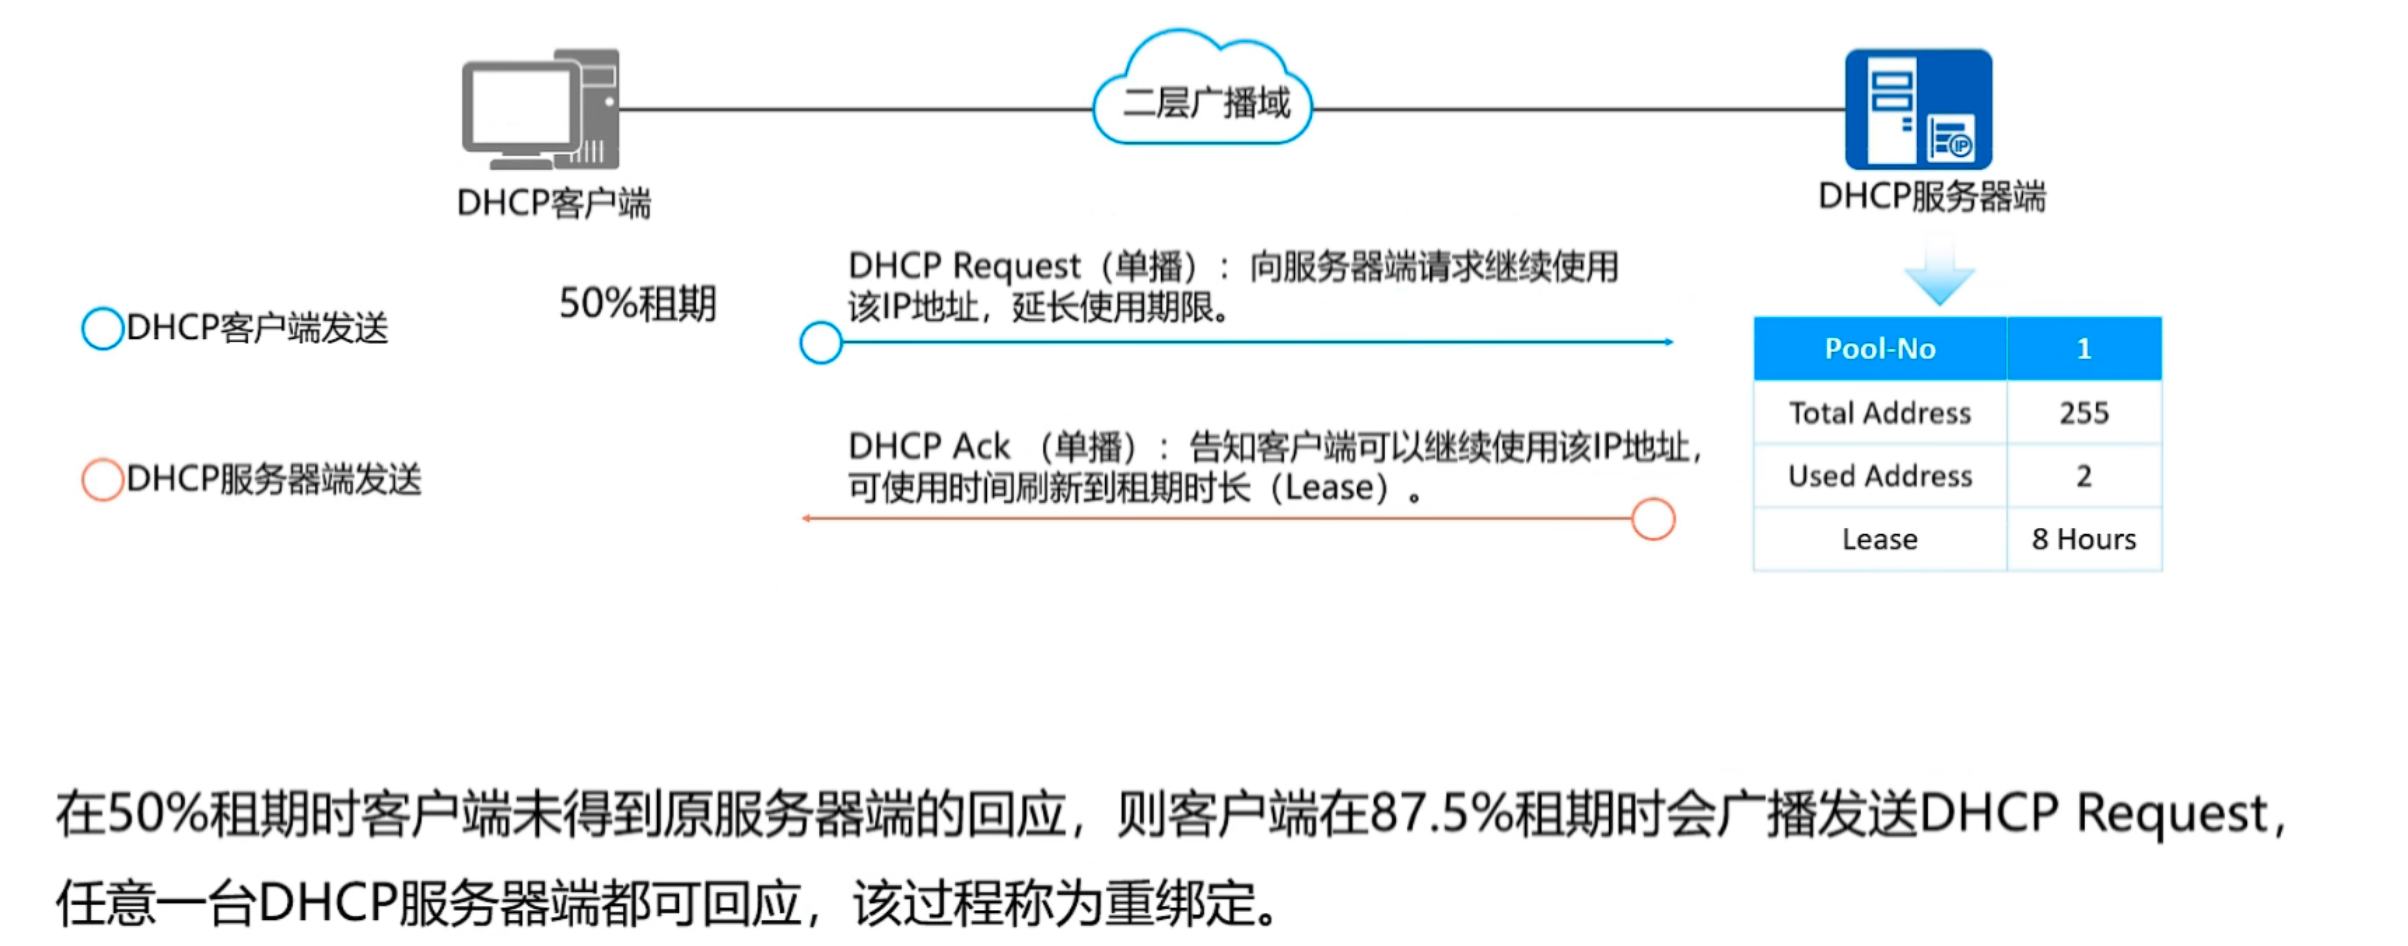 二层广播域
DHCP客户端
DHCP服务器端
DHCP客户端发送
50%租期
DHCP Request（单播）：向服务器端请求继续使用
该IP地址，延长使用期限。
DHCP服务器端发送
DHCP Ack （单播）：告知客户端可以继续使用该IP地址，
可使用时间刷新到租期时长（Lease）。
IP
Pool-No 1
Total Address 255
Used Address 2
Lease 8 Hours
在50%租期时客户端未得到原服务器端的回应，则客户端在87.5%租期时会广播发送DHCP Request，
任意一台DHCP服务器端都可回应，该过程称为重绑定。